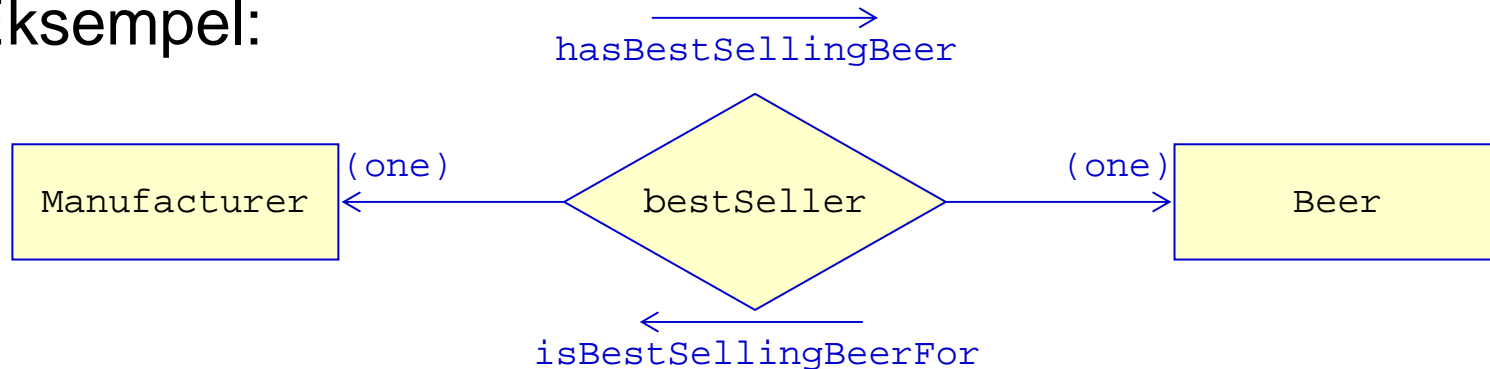 Eksempel:
hasBestSellingBeer
(one) (one)
Manufacturer bestSeller Beer
isBestSellingBeerFor